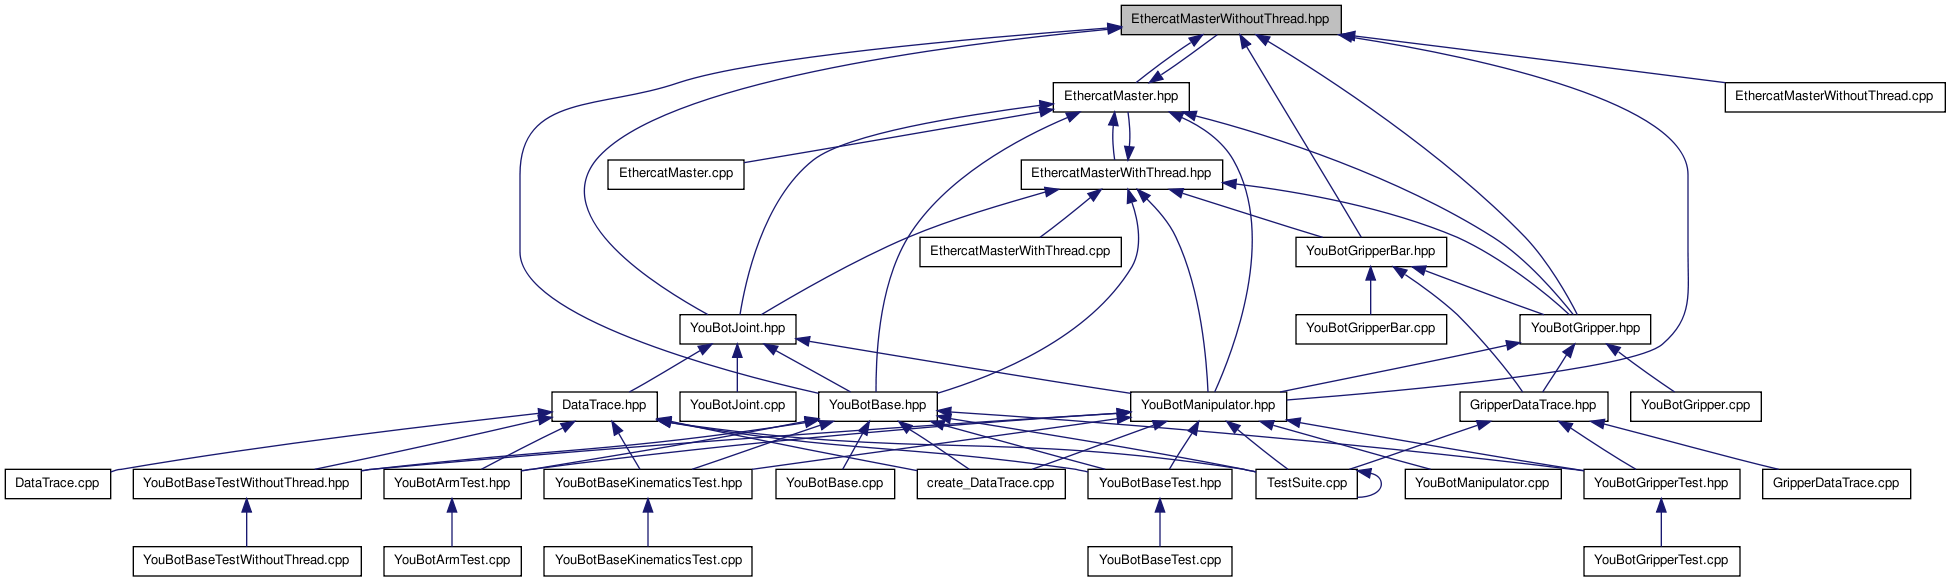 EthercatMasterWithoutThread.hpp
EthercatMaster.hpp
EthercatMasterWithoutThread.cpp
EthercatMaster.cpp
EthercatMasterWithThread.hpp
EthercatMasterWithThread.cpp
YouBotGripperBar.hpp
YouBotJoint.hpp
YouBotGripperBar.cpp
YouBotGripper.hpp
DataTrace.hpp
YouBotJoint.cpp
YouBotBase.hpp
YouBotManipulator.hpp
GripperDataTrace.hpp
YouBotGripper.cpp
DataTrace.cpp
YouBotBaseTestWithoutThread.hpp
YouBotArmTest.hpp
YouBotBaseKinematicsTest.hpp
YouBotBase.cpp
create_DataTrace.cpp
YouBotBaseTest.hpp
TestSuite.cpp
YouBotManipulator.cpp
YouBotGripperTest.hpp
GripperDataTrace.cpp
YouBotBaseTestWithoutThread.cpp
YouBotArmTest.cpp
YouBotBaseKinematicsTest.cpp
YouBotBaseTest.cpp
YouBotGripperTest.cpp